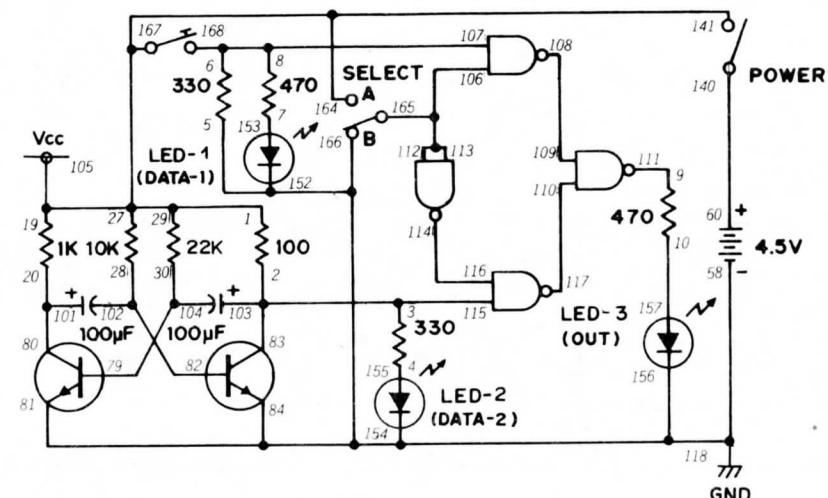 141
167 168
107
108
6 8
330 470
SELECT
106
140
POWER
A
164
165
5 7
153
166 B
Vcc
105
LED-1
(DATA-1)
112 113
109
111
9
152
110
19 27 29 1
114
470
60 +
1K 10K 22K 100
4.5V
20 28 30 2
10
58 -
116
117
+ +
101 102 104 103
115
3
LED-3
(OUT)
100μF 100μF
330
157
80 83
79 82
155 4
156
LED-2
(DATA-2)
81 84
154
118
GND